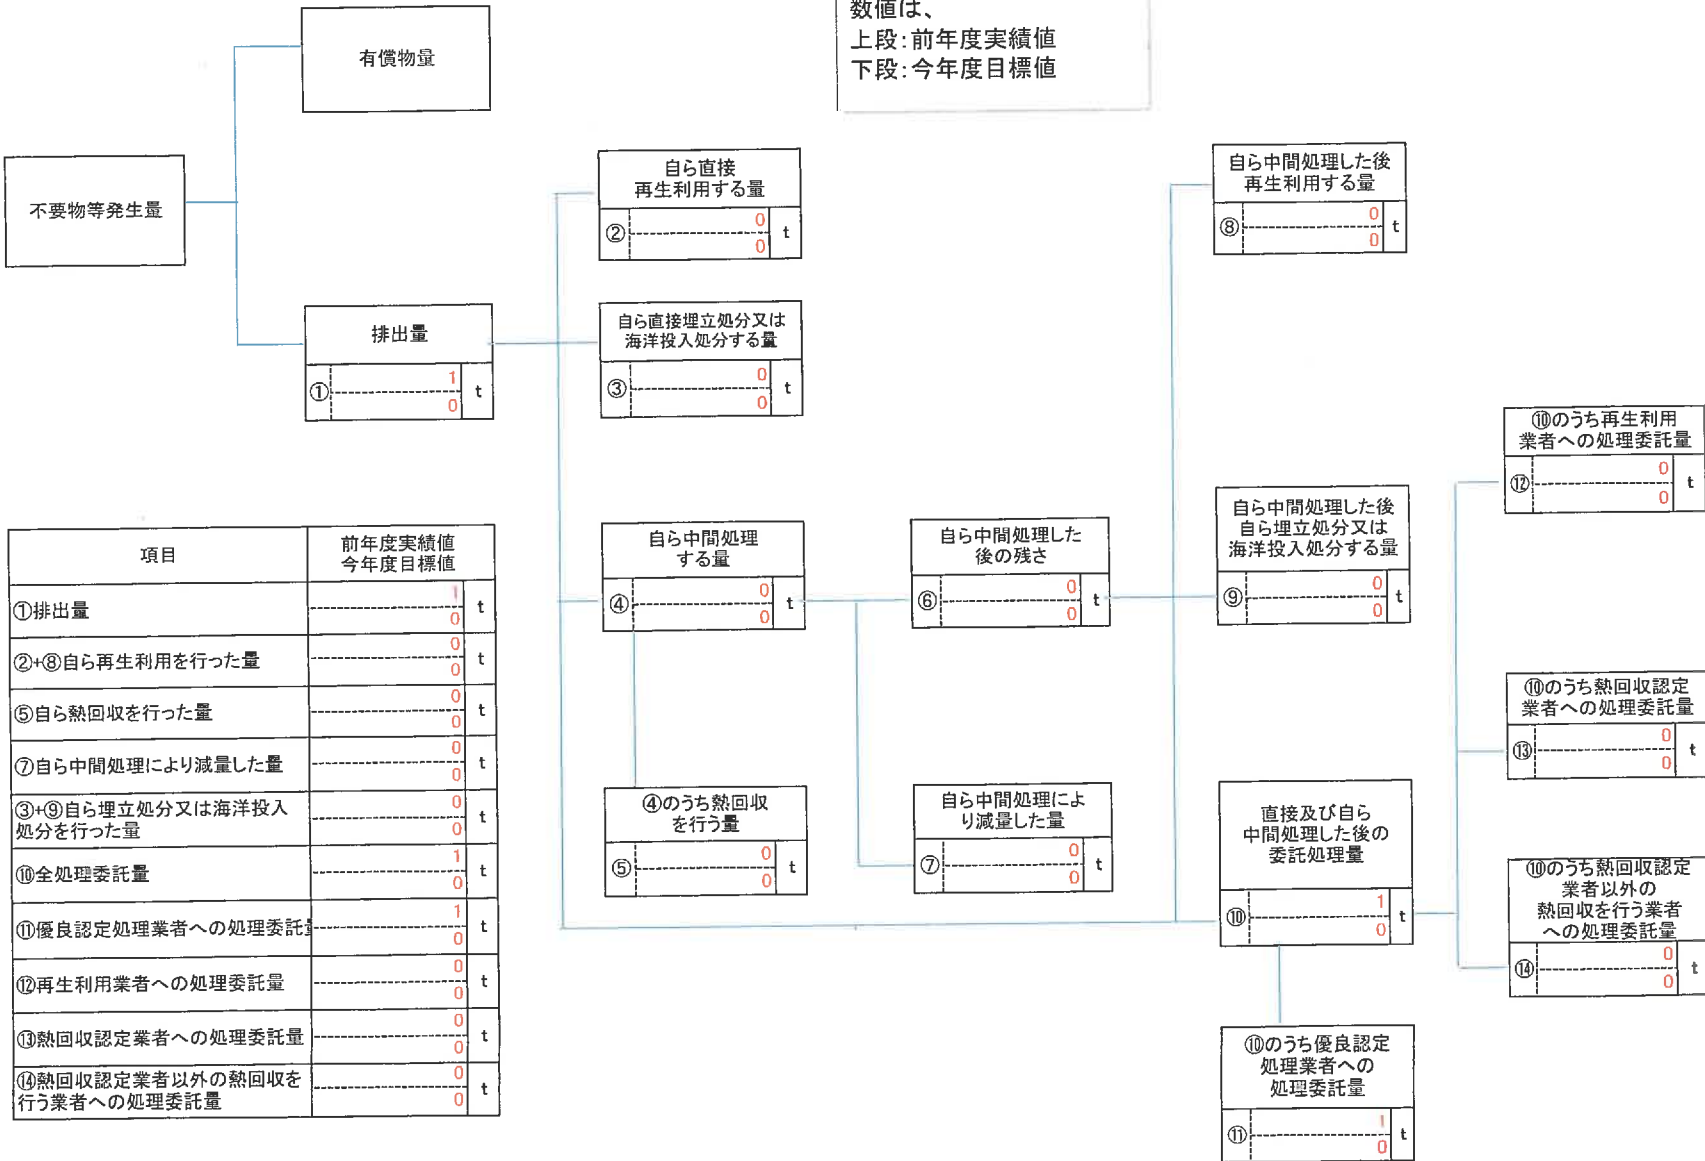 数値は、
上段:前年度実績値
下段:今年度目標値
有償物量
不要物等発生量
排出量
① 1 t
0
自ら直接
再生利用する量
② 0 t
0
自ら直接埋立処分又は
海洋投入処分する量
③ 0 t
0
自ら中間処理
する量
④ 0 t
0
④のうち熱回収
を行う量
⑤ 0 t
0
自ら中間処理した
後の残さ
⑥ 0 t
0
自ら中間処理によ
り減量した量
⑦ 0 t
0
自ら中間処理した後
再生利用する量
⑧ 0 t
0
自ら中間処理した後
自ら埋立処分又は
海洋投入処分する量
⑨ 0 t
0
直接及び自ら
中間処理した後の
委託処理量
⑩ 1 t
0
⑩のうち優良認定
処理業者への
処理委託量
⑪ 1 t
0
⑩のうち再生利用
業者への処理委託量
⑫ 0 t
0
⑩のうち熱回収認定
業者への処理委託量
⑬ 0 t
0
⑩のうち熱回収認定
業者以外の
熱回収を行う業者
への処理委託量
⑭ 0 t
0
項目
前年度実績値
今年度目標値
①排出量 1 t
0
②+⑧自ら再生利用を行った量 0 t
0
⑤自ら熱回収を行った量 0 t
0
⑦自ら中間処理により減量した量 0 t
0
③+⑨自ら埋立処分又は海洋投入
処分を行った量 0 t
0
⑩全処理委託量 1 t
0
⑪優良認定処理業者への処理委託 1 t
0
⑫再生利用業者への処理委託量 0 t
0
⑬熱回収認定業者への処理委託量 0 t
0
⑭熱回収認定業者以外の熱回収を
行う業者への処理委託量 0 t
0